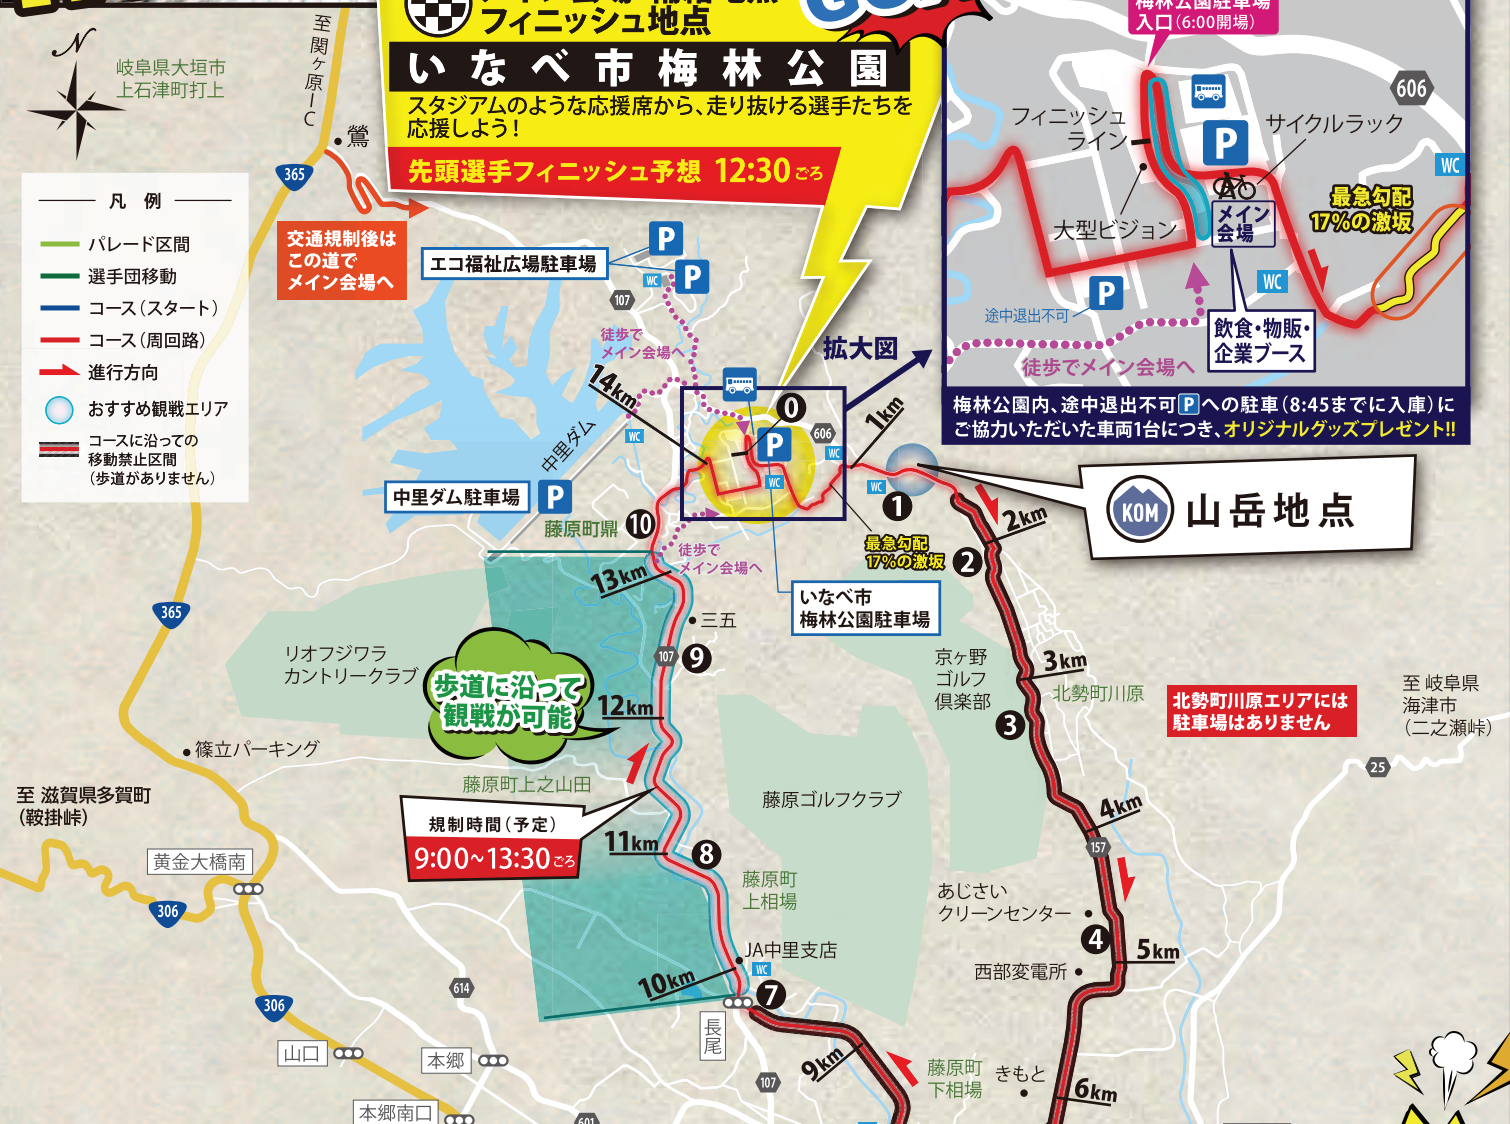 フィニッシュ地点
いなべ市梅林公園
スタジアムのような応援席から、走り抜ける選手たちを
応援しよう！
先頭選手フィニッシュ予想 12:30ごろ
N
岐阜県大垣市
上石津町打上
至関ヶ原IC
鶯
365
交通規制後は
この道で
メイン会場へ
凡 例
パレード区間
選手団移動
コース（スタート）
コース（周回路）
進行方向
おすすめ観戦エリア
コースに沿っての
移動禁止区間
（歩道がありません）
梅林公園駐車場
入口（6:00開場）
606
フィニッシュ
ライン
P
サイクルラック
WC
最急勾配
17％の激坂
大型ビジョン
メイン
会場
WC
P
途中退出不可
飲食・物販・
企業ブース
徒歩でメイン会場へ
梅林公園内、途中退出不可Pへの駐車（8:45までに入庫）に
ご協力いただいた車両1台につき、オリジナルグッズプレゼント!!
拡大図
エコ福祉広場駐車場
P
P
WC
107
徒歩で
メイン会場へ
14km
0
1km
606
P
WC
WC
WC
WC
中里ダム
中里ダム駐車場
P
藤原町鼎
10
1
KOM
山岳地点
2km
最急勾配
17％の激坂
2
徒歩で
メイン会場へ
13km
いなべ市
梅林公園駐車場
三五
365
リオフジワラ
カントリークラブ
107
9
歩道に沿って
観戦が可能
12km
京ヶ野
ゴルフ
倶楽部
3km
北勢町川原
3
北勢町川原エリアには
駐車場はありません
至 岐阜県
海津市
（二之瀬峠）
25
篠立パーキング
至 滋賀県多賀町
（鞍掛峠）
藤原町上之山田
藤原ゴルフクラブ
規制時間（予定）
9:00~13:30ごろ
11km
8
4km
157
黄金大橋南
306
藤原町
上相場
あじさい
クリーンセンター
4
5km
JA中里支店
WC
西部変電所
10km
7
614
306
長尾
山口
本郷
9km
107
藤原町
下相場
きもと
6km
本郷南口